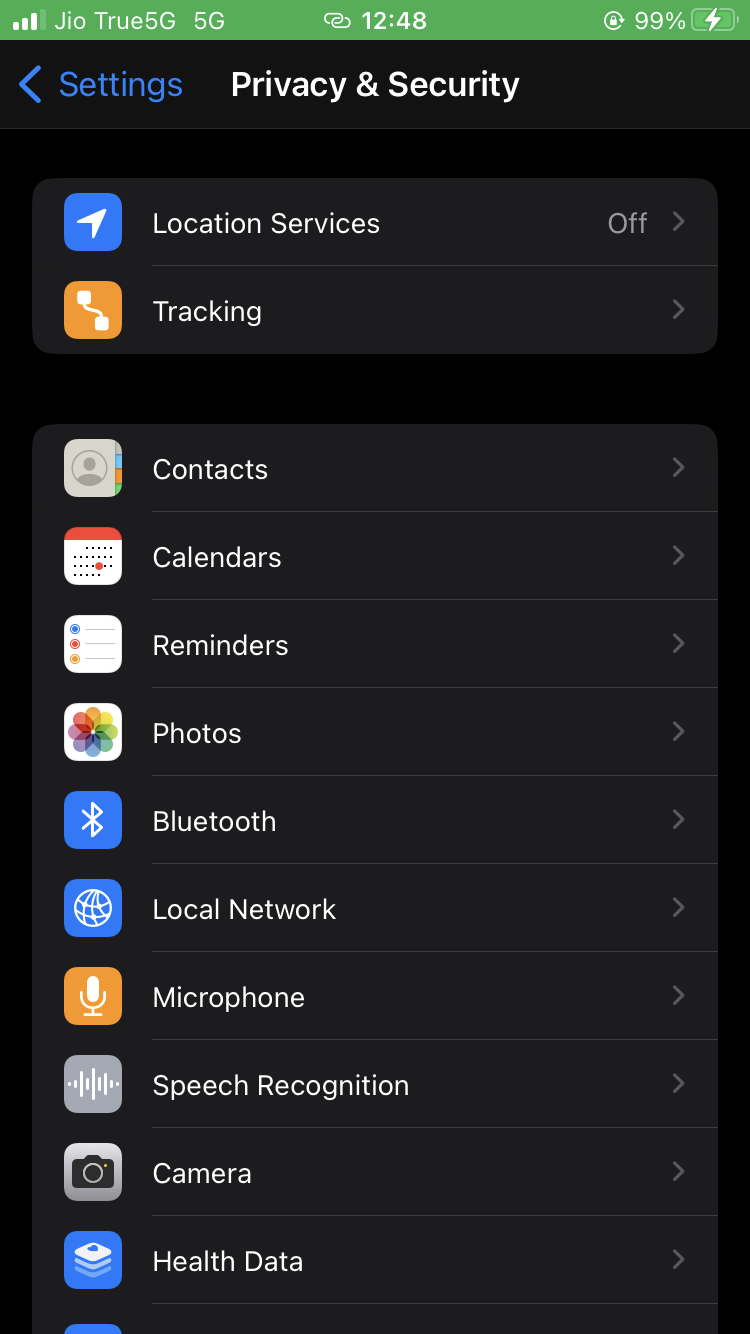 Jio True5G 5G 12:48 99%
Settings Privacy & Security
Location Services Off
Tracking
Contacts
Calendars
Reminders
Photos
Bluetooth
Local Network
Microphone
Speech Recognition
Camera
Health Data